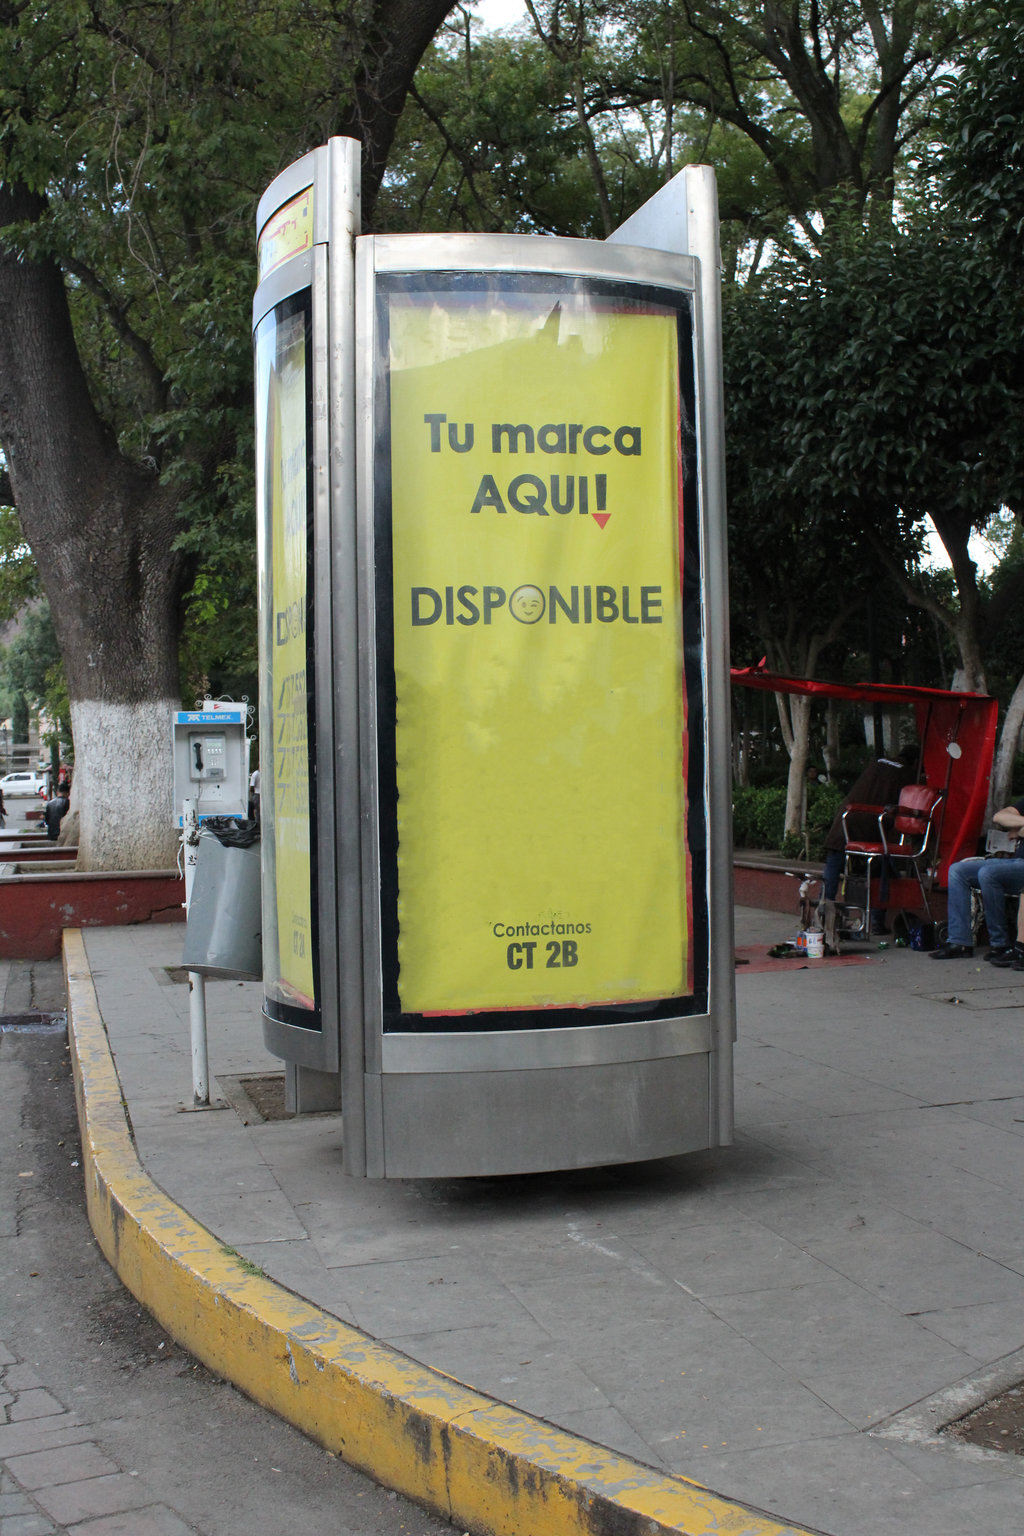 Tu marca
AQUI!
DISPONIBLE
Contactanos
CT 2B
TELMEX